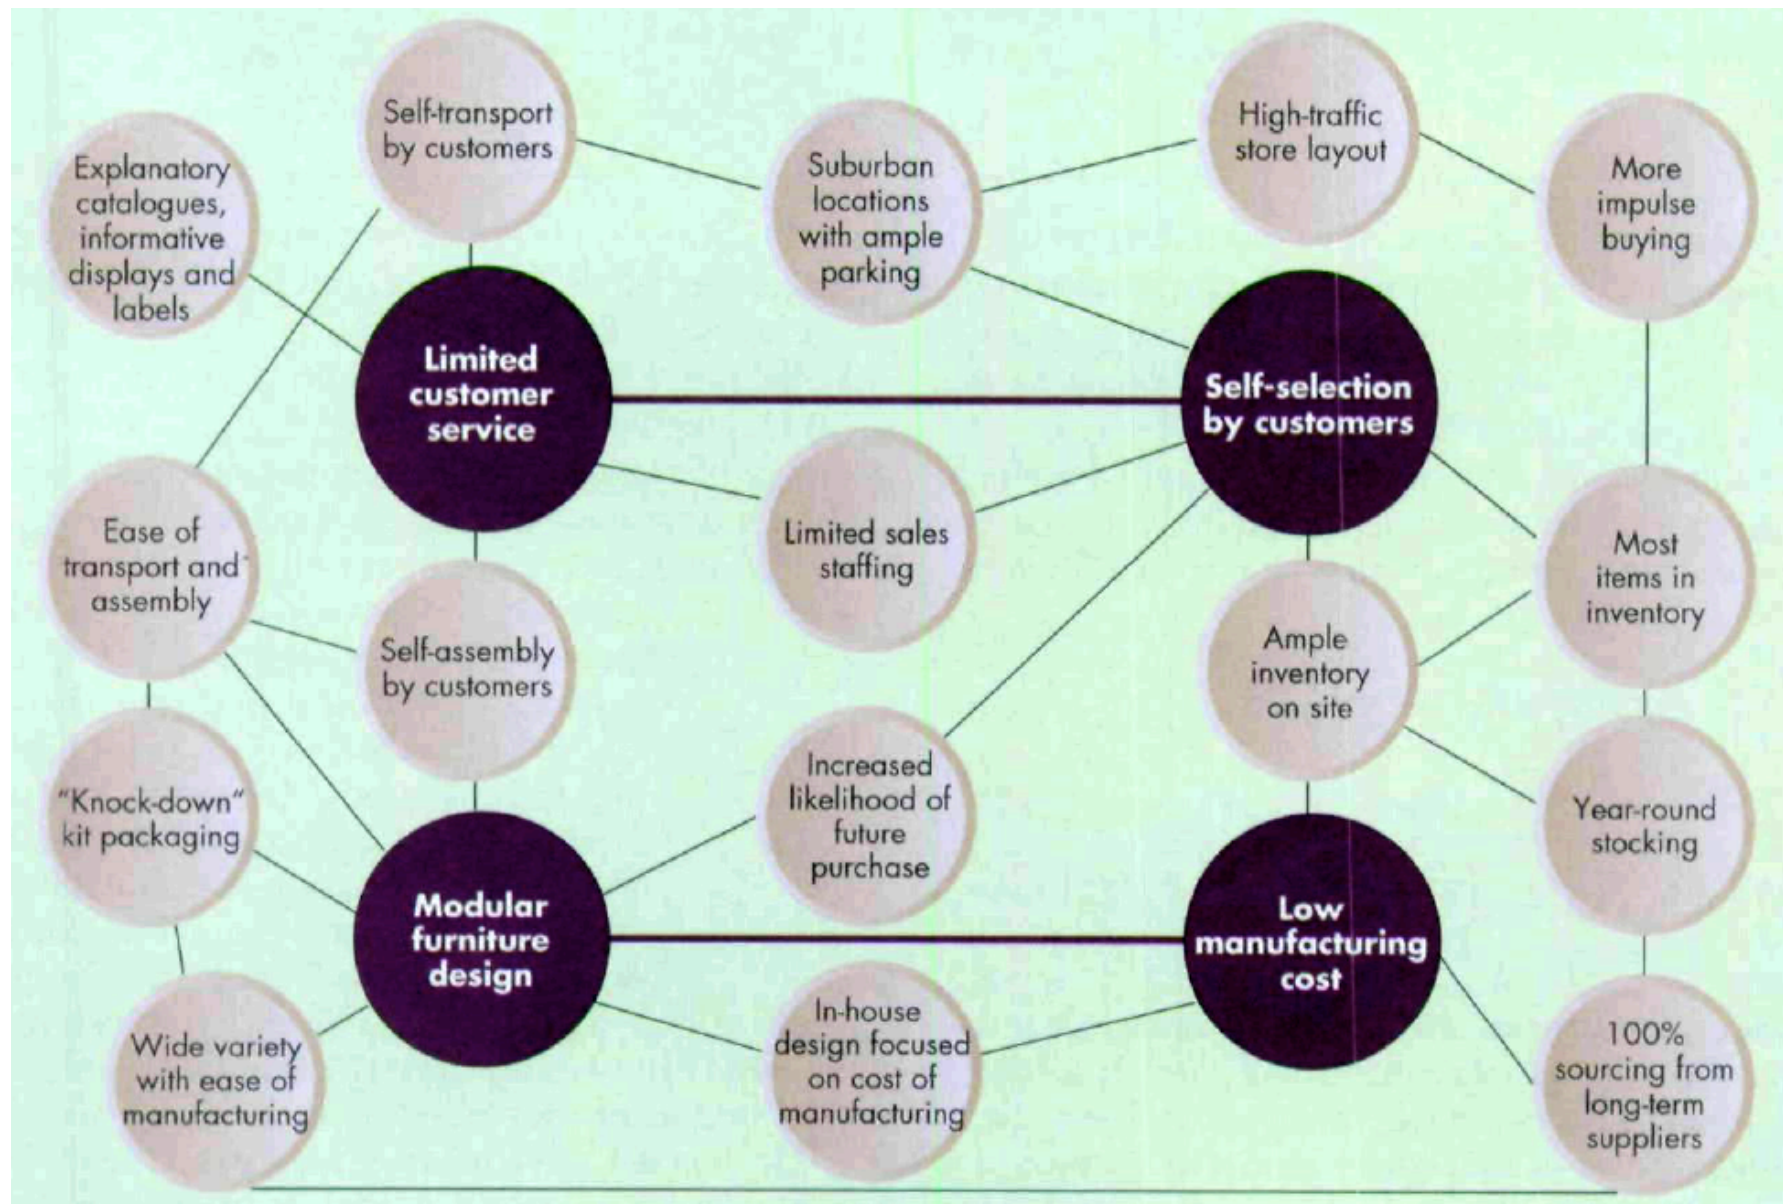 Self-transport
by customers
High-traffic
store layout
Explanatory
catalogues,
informative
displays and
labels
Suburban
locations
with ample
parking
More
impulse
buying
Limited
customer
service
Self-selection
by customers
Ease of
transport and
assembly
Limited sales
staffing
Most
items in
inventory
Self-assembly
by customers
Ample
inventory
on site
"Knock-down"
kit packaging
Increased
likelihood of
future
purchase
Year-round
stocking
Modular
furniture
design
Low
manufacturing
cost
Wide variety
with ease of
manufacturing
In-house
design focused
on cost of
manufacturing
100%
sourcing from
long-term
suppliers